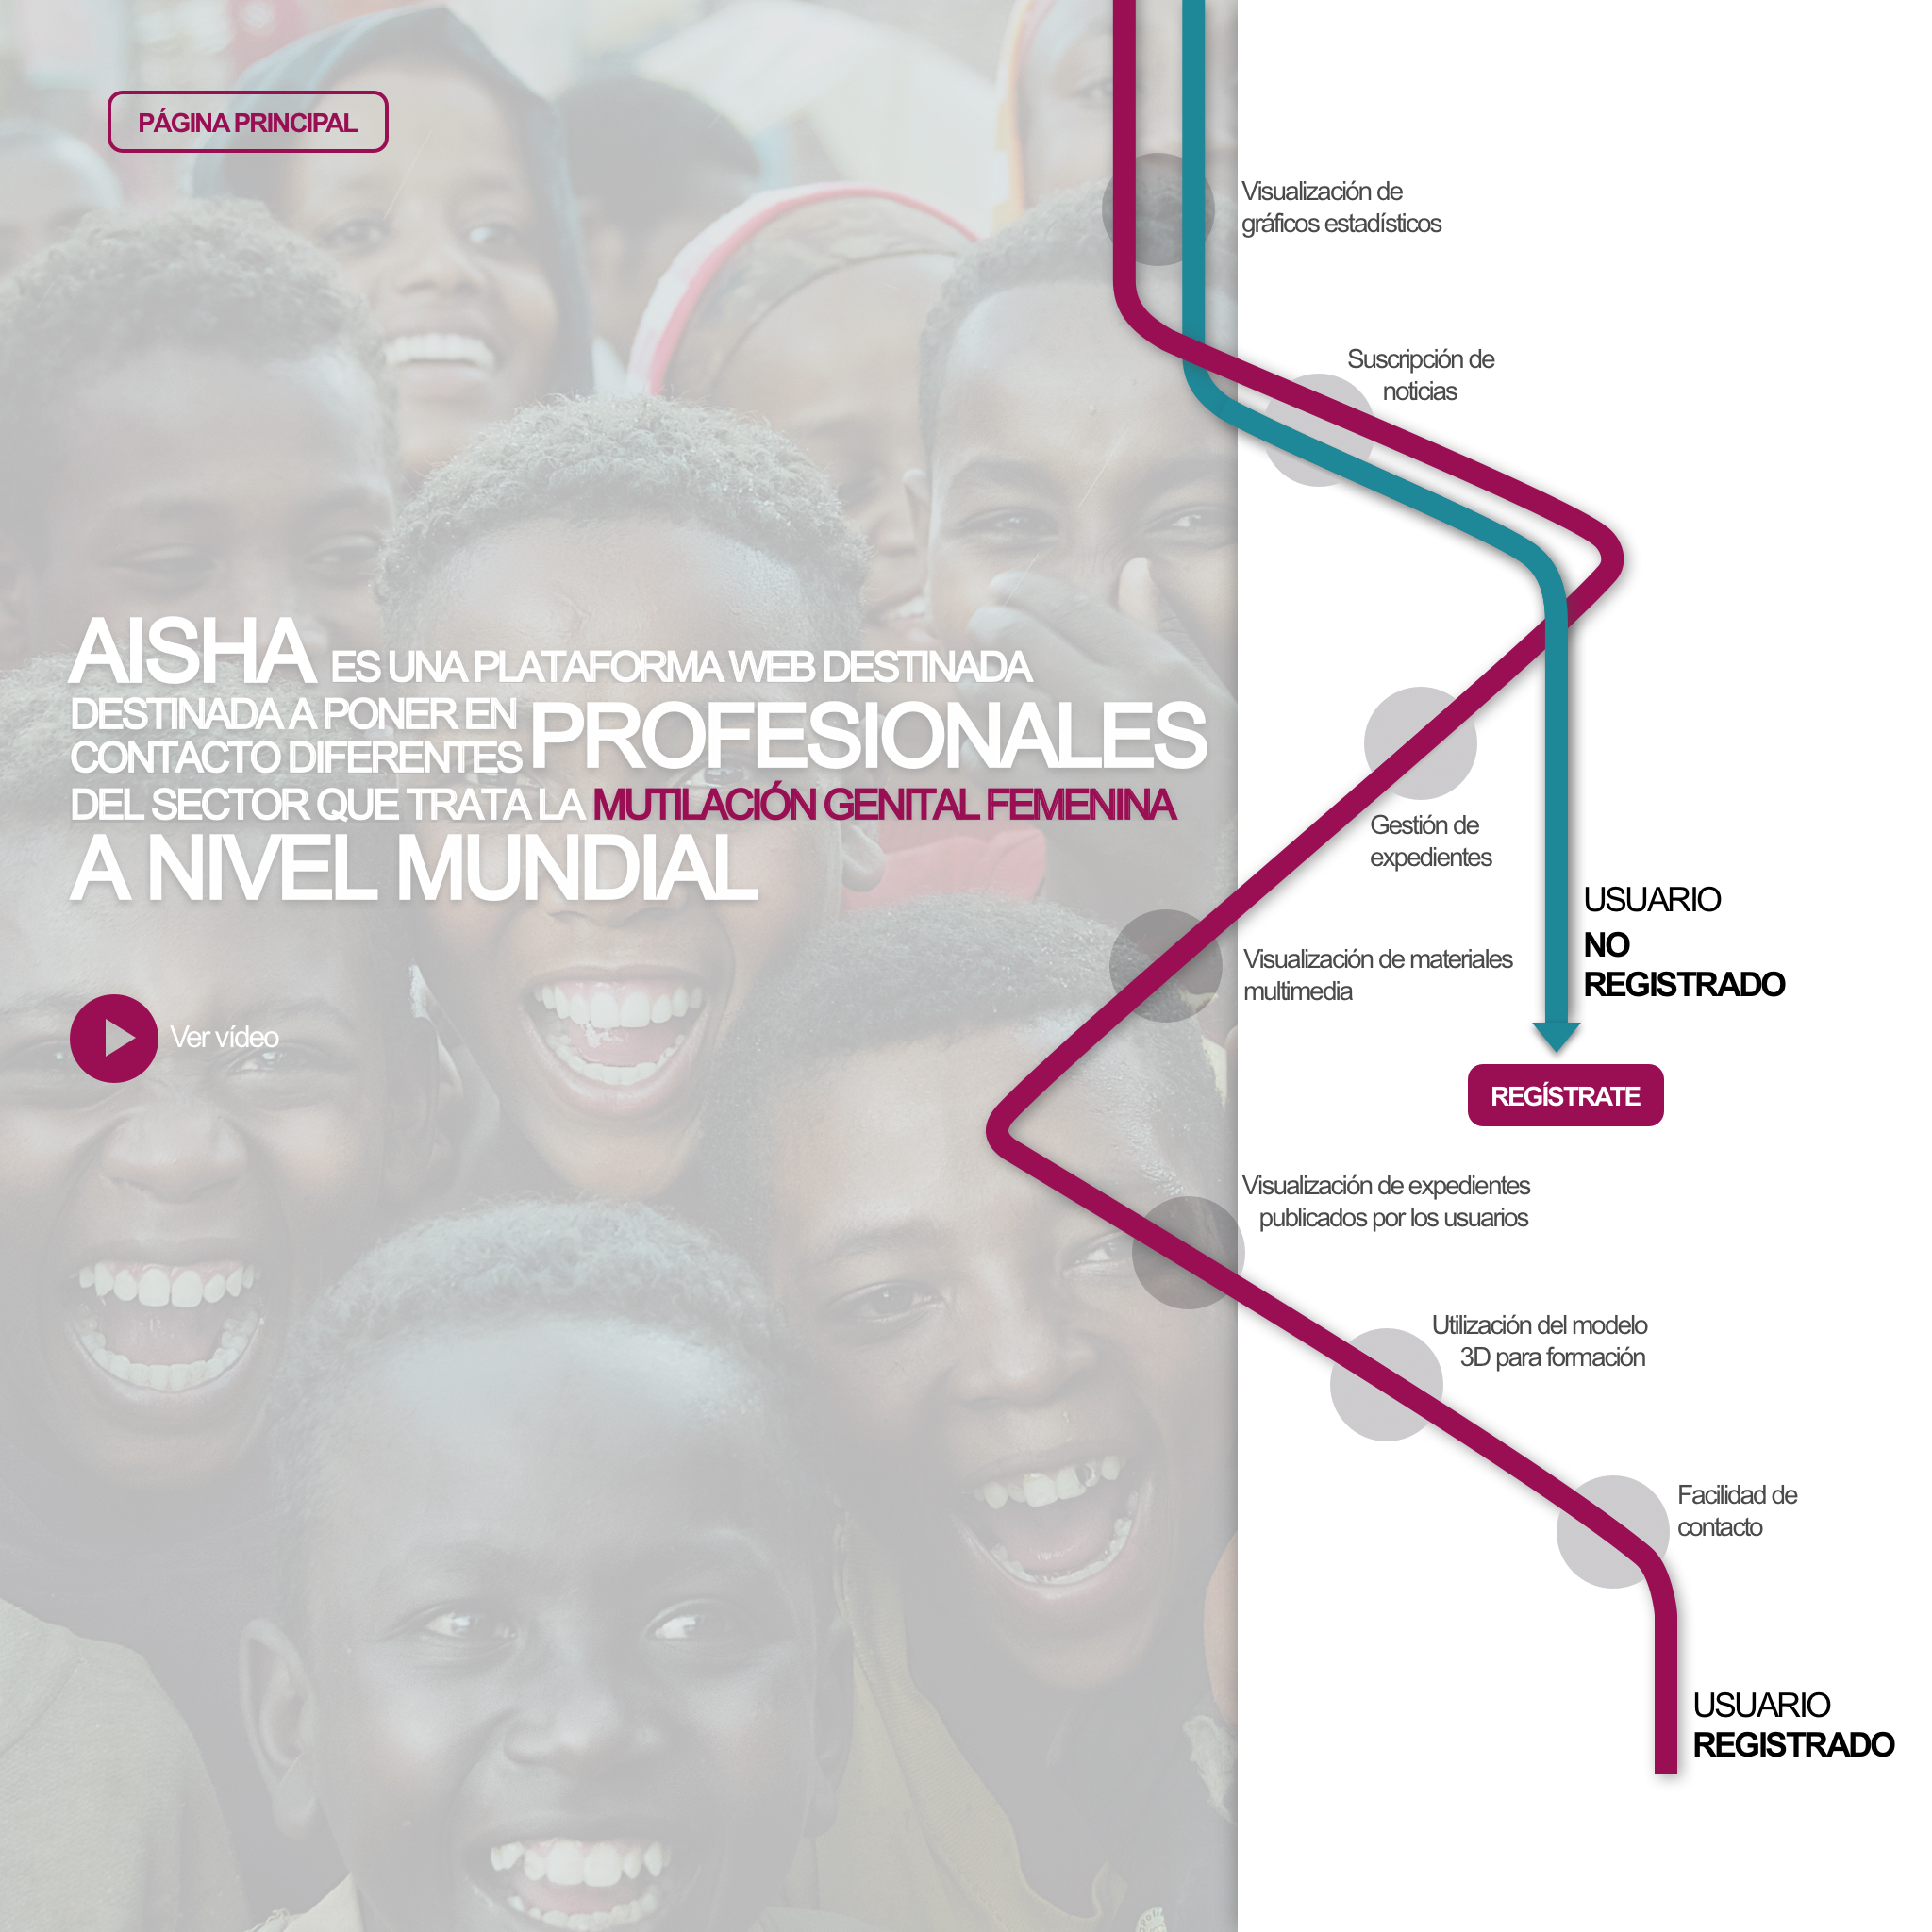 PÁGINA PRINCIPAL
AISHA ES UNA PLATAFORMA WEB DESTINADA
DESTINADA A PONER EN
CONTACTO DIFERENTES PROFESIONALES
DEL SECTOR QUE TRATA LA MUTILACIÓN GENITAL FEMENINA
A NIVEL MUNDIAL
Ver vídeo
Visualización de
gráficos estadísticos
Suscripción de
noticias
Gestión de
expedientes
USUARIO
NO
REGISTRADO
Visualización de materiales
multimedia
REGÍSTRATE
Visualización de expedientes
publicados por los usuarios
Utilización del modelo
3D para formación
Facilidad de
contacto
USUARIO
REGISTRADO